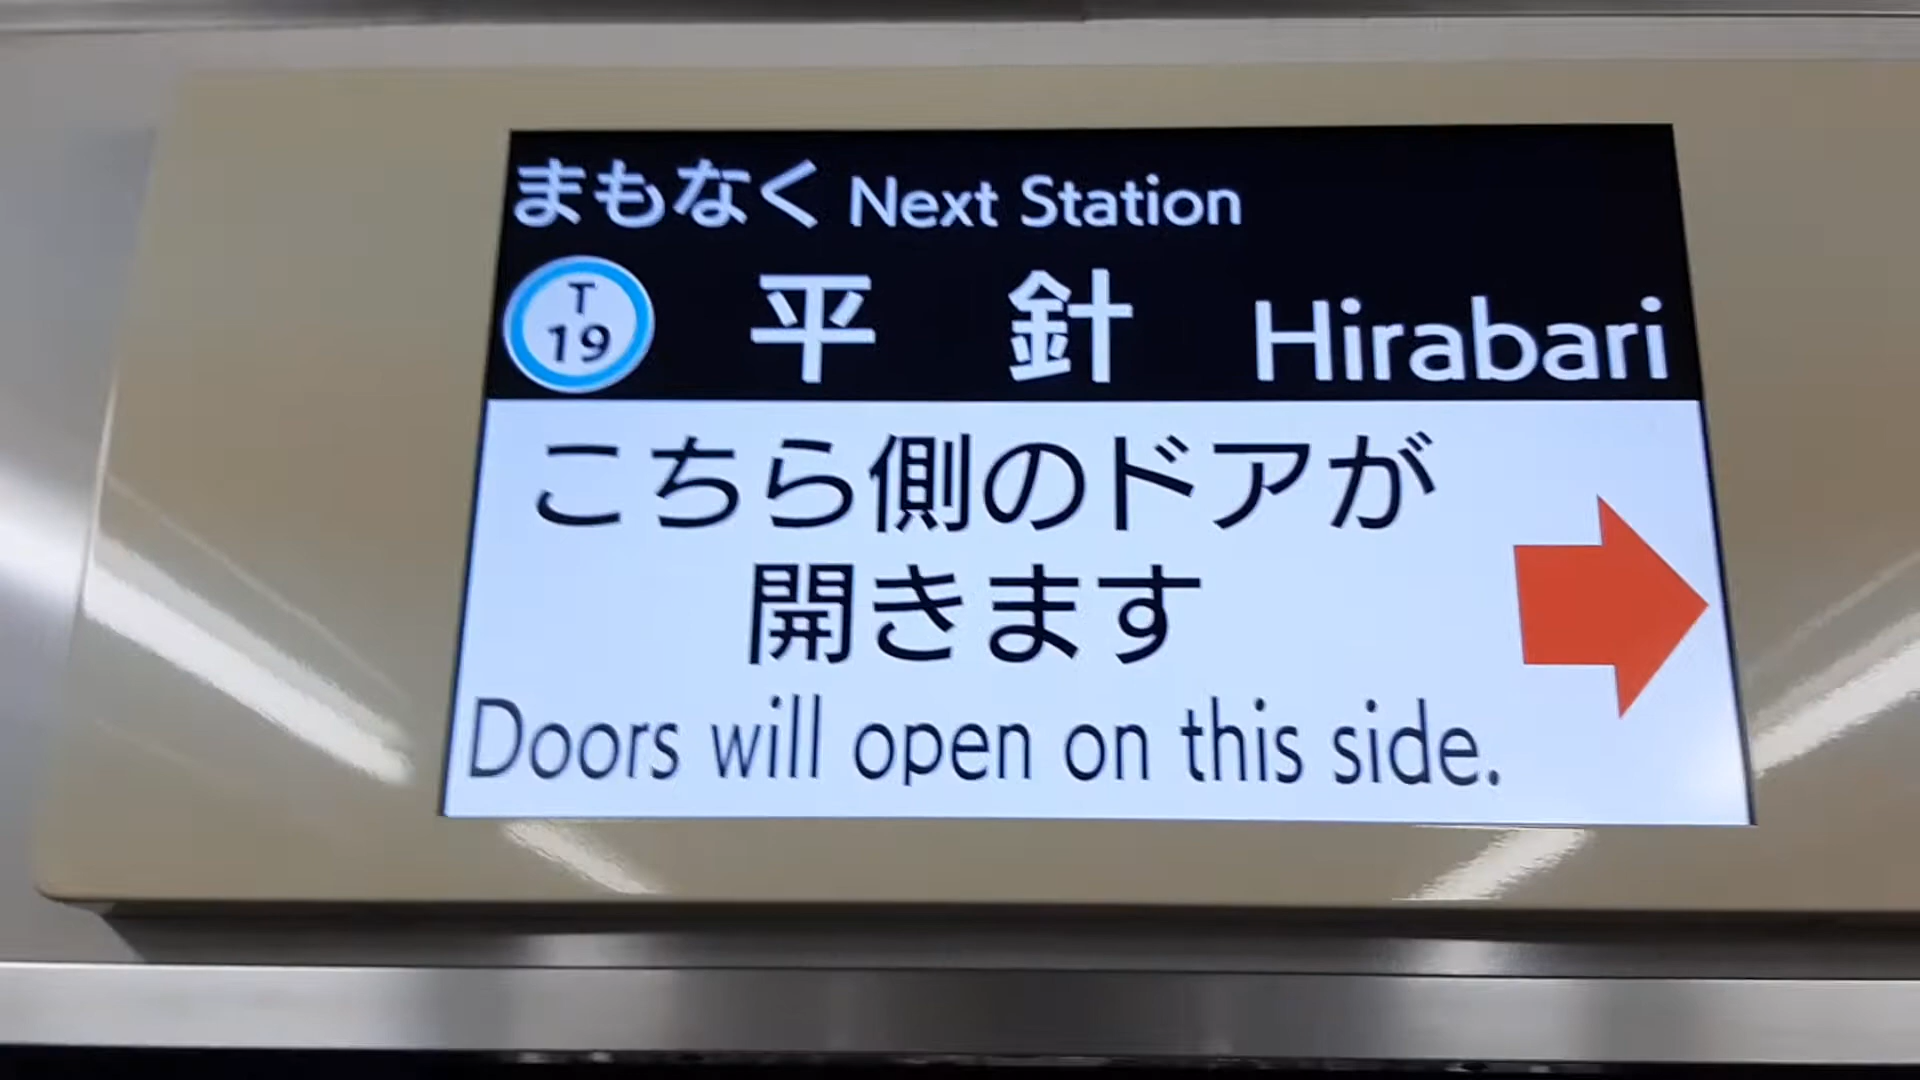 まもなく Next Station
T
19
平針 Hirabari
こちら側のドアが
開きます
Doors will open on this side.